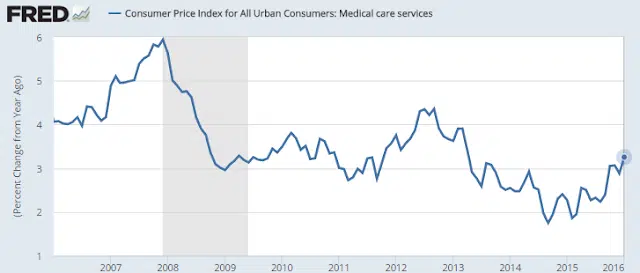 FRED
Consumer Price Index for All Urban Consumers: Medical care services
(Percent Change from Year Ago)
6
5
4
3
2
1
2007 2008 2009 2010 2011 2012 2013 2014 2015 2016